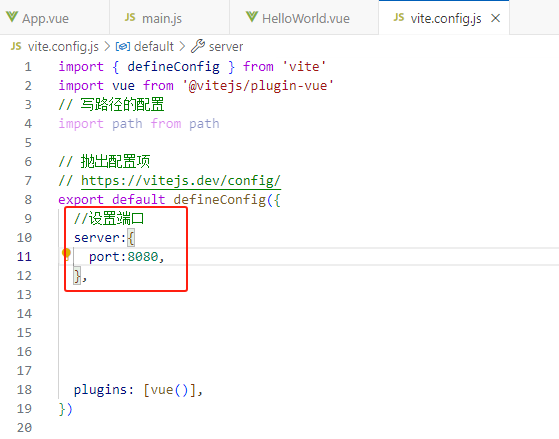 App.vue main.js HelloWorld.vue vite.config.js
JS vite.config.js > default > server
1 import { defineConfig } from 'vite'
2 import vue from '@vitejs/plugin-vue'
3 // 写路径的配置
4 import path from path
5
6 // 抛出配置项
7 // https://vitejs.dev/config/
8 export default defineConfig({
9 //设置端口
10 server:{
11 port:8080,
12 },
13
14
15
16
17
18 plugins: [vue()],
19 })
20